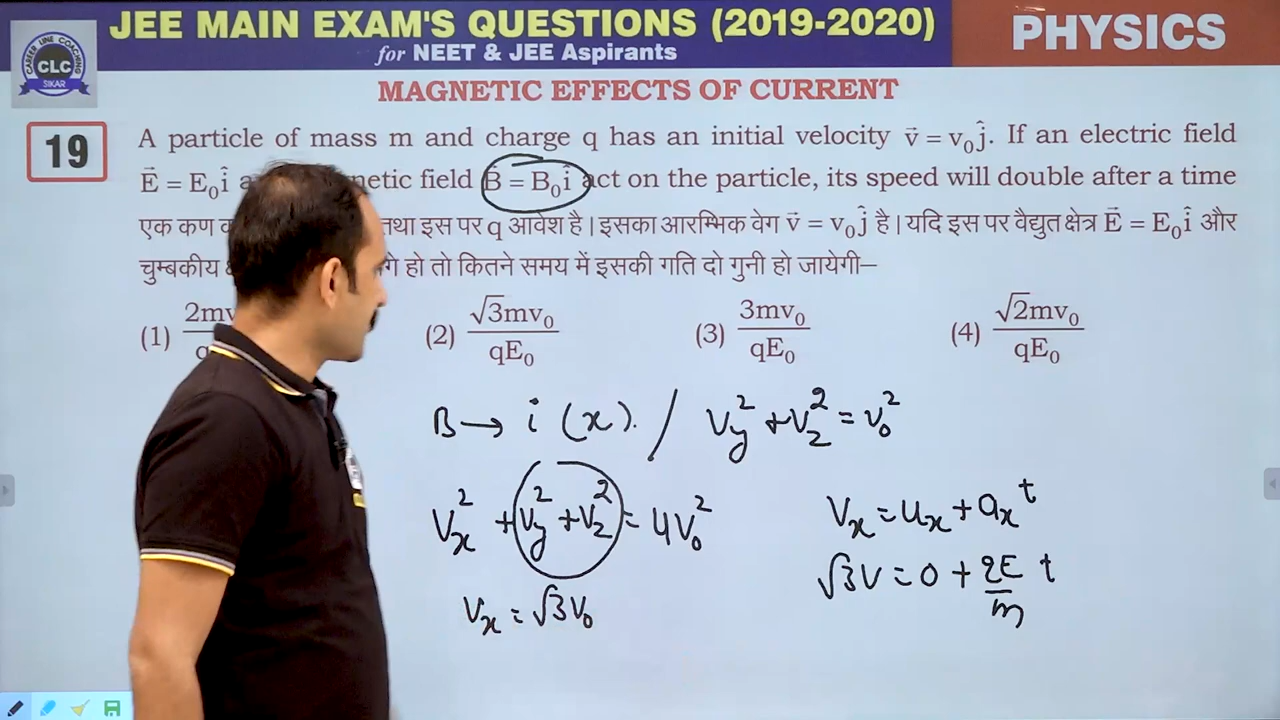 JEE MAIN EXAM'S QUESTIONS (2019-2020)
for NEET & JEE Aspirants
PHYSICS
CAREER LINE COACHING
CLC
SIKAR
MAGNETIC EFFECTS OF CURRENT
19
A particle of mass m and charge q has an initial velocity v⃗ = v₀ĵ. If an electric field
E⃗ = E₀î a netic field B⃗ = B₀î act on the particle, its speed will double after a time
एक कण तथा इस पर q आवेश है। इसका आरम्भिक वेग v⃗ = v₀ĵ है। यदि इस पर वैद्युत क्षेत्र E⃗ = E₀î और
चुम्बकीय हो तो कितने समय में इसकी गति दो गुनी हो जायेगी–
(1) 2mv / q (2) √3mv₀ / qE₀ (3) 3mv₀ / qE₀ (4) √2mv₀ / qE₀
B → i (x). / Vy² + Vz² = V₀²
Vx² + Vy² + Vz² = 4V₀²
Vx = √3V₀
Vx = Ux + ax t
√3V = 0 + qE/m t